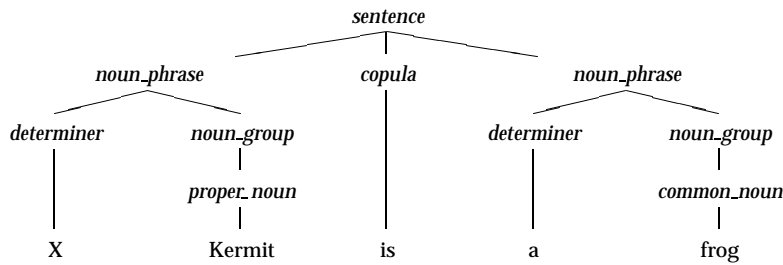 sentence
noun_phrase copula noun_phrase
determiner noun_group determiner noun_group
proper_noun common_noun
X Kermit is a frog